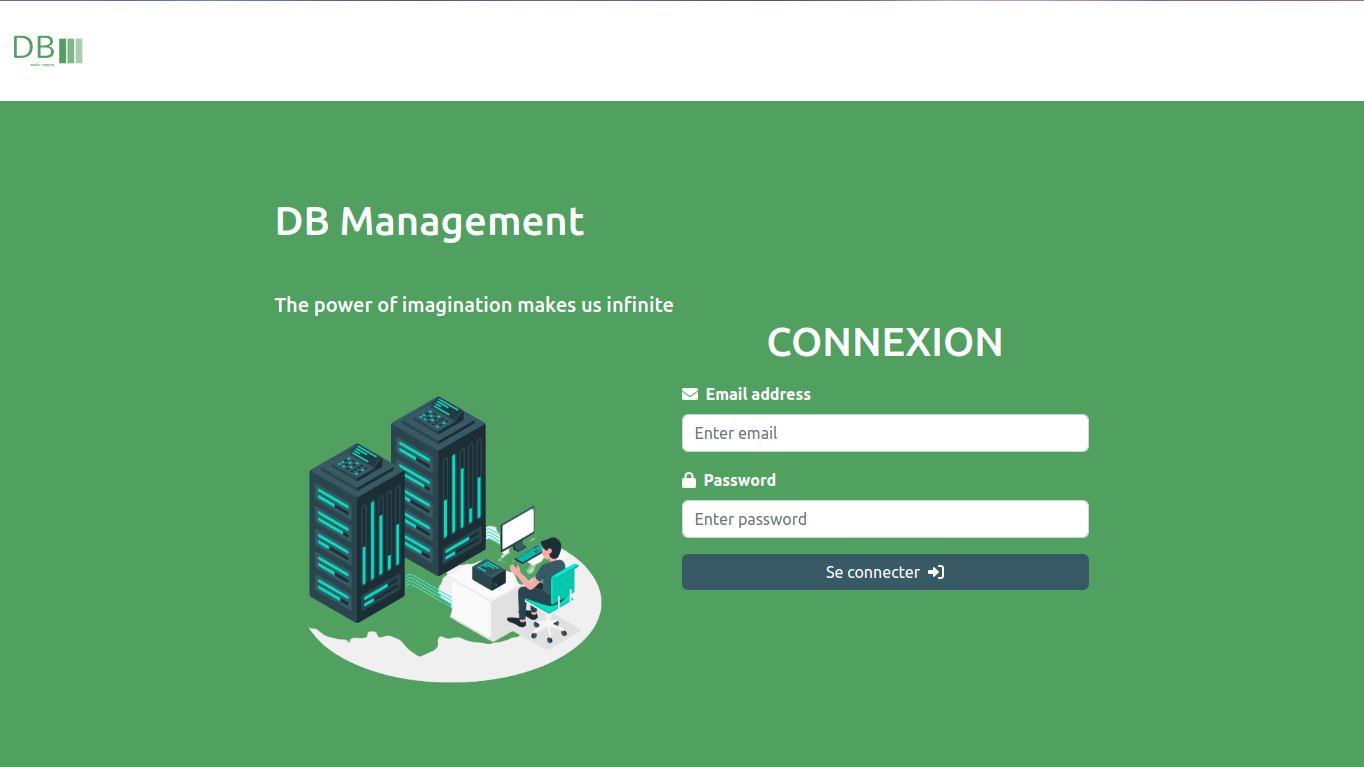 DB
DB Management
The power of imagination makes us infinite
CONNEXION
Email address
Enter email
Password
Enter password
Se connecter